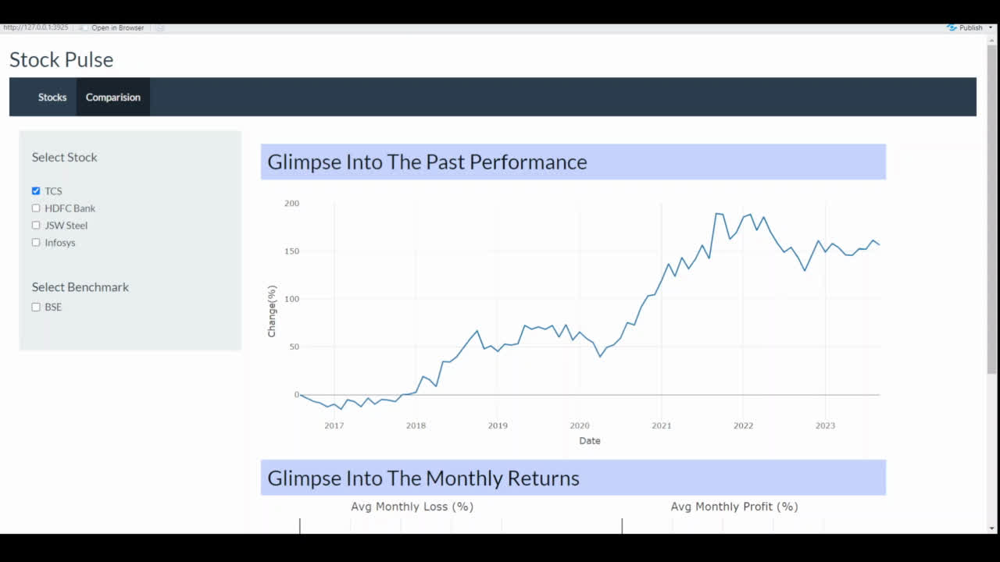 http://127.0.0.1:3925 Open in Browser Publish
Stock Pulse
Stocks Comparision
Select Stock
TCS
HDFC Bank
JSW Steel
Infosys
Select Benchmark
BSE
Glimpse Into The Past Performance
200
150
100
50
0
Change(%)
2017 2018 2019 2020 2021 2022 2023
Date
Glimpse Into The Monthly Returns
Avg Monthly Loss (%) Avg Monthly Profit (%)